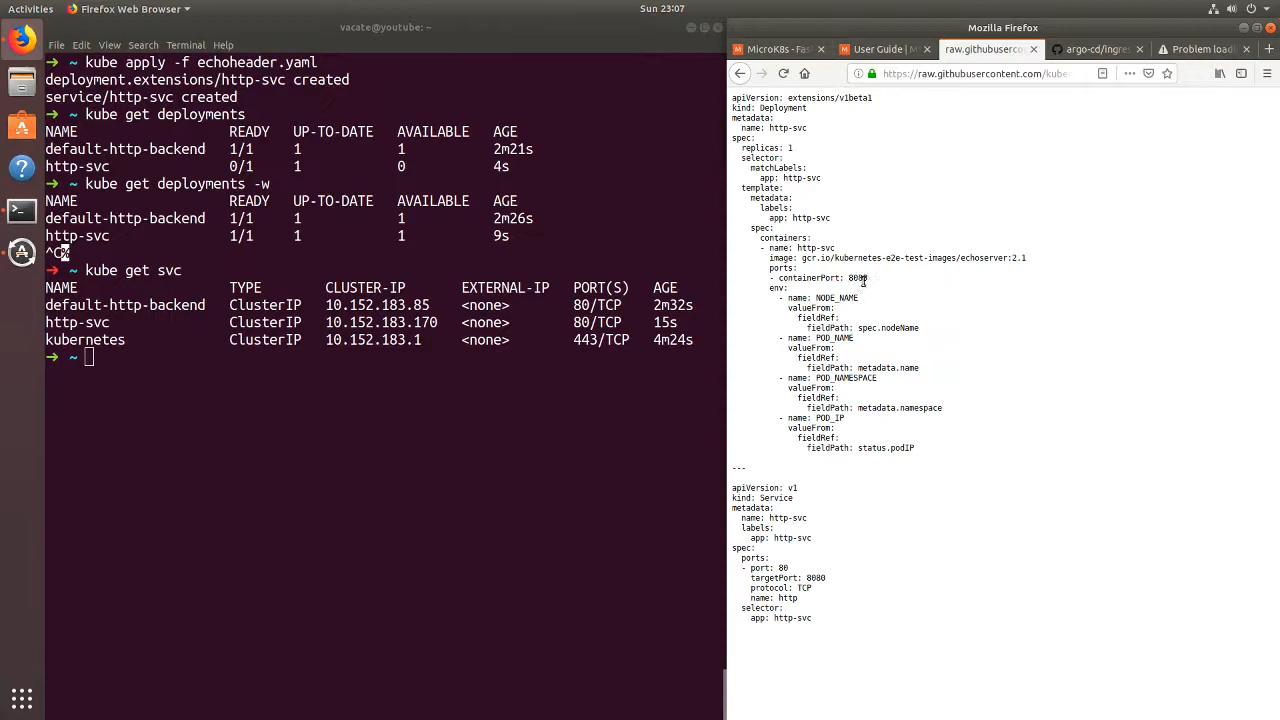 Activities
Firefox Web Browser
Sun 23:07
vacate@youtube: ~
File Edit View Search Terminal Help
➜ ~ kube apply -f echoheader.yaml
deployment.extensions/http-svc created
service/http-svc created
➜ ~ kube get deployments
NAME READY UP-TO-DATE AVAILABLE AGE
default-http-backend 1/1 1 1 2m21s
http-svc 0/1 1 0 4s
➜ ~ kube get deployments -w
NAME READY UP-TO-DATE AVAILABLE AGE
default-http-backend 1/1 1 1 2m26s
http-svc 1/1 1 1 9s
^C%
➜ ~ kube get svc
NAME TYPE CLUSTER-IP EXTERNAL-IP PORT(S) AGE
default-http-backend ClusterIP 10.152.183.85 <none> 80/TCP 2m32s
http-svc ClusterIP 10.152.183.170 <none> 80/TCP 15s
kubernetes ClusterIP 10.152.183.1 <none> 443/TCP 4m24s
➜ ~
Mozilla Firefox
MicroK8s - Fas
User Guide | M
raw.githubuserco
argo-cd/ingres
Problem loadi
https://raw.githubusercontent.com/kube
apiVersion: extensions/v1beta1
kind: Deployment
metadata:
name: http-svc
spec:
replicas: 1
selector:
matchLabels:
app: http-svc
template:
metadata:
labels:
app: http-svc
spec:
containers:
- name: http-svc
image: gcr.io/kubernetes-e2e-test-images/echoserver:2.1
ports:
- containerPort: 8080
env:
- name: NODE_NAME
valueFrom:
fieldRef:
fieldPath: spec.nodeName
- name: POD_NAME
valueFrom:
fieldRef:
fieldPath: metadata.name
- name: POD_NAMESPACE
valueFrom:
fieldRef:
fieldPath: metadata.namespace
- name: POD_IP
valueFrom:
fieldRef:
fieldPath: status.podIP
---
apiVersion: v1
kind: Service
metadata:
name: http-svc
labels:
app: http-svc
spec:
ports:
- port: 80
targetPort: 8080
protocol: TCP
name: http
selector:
app: http-svc